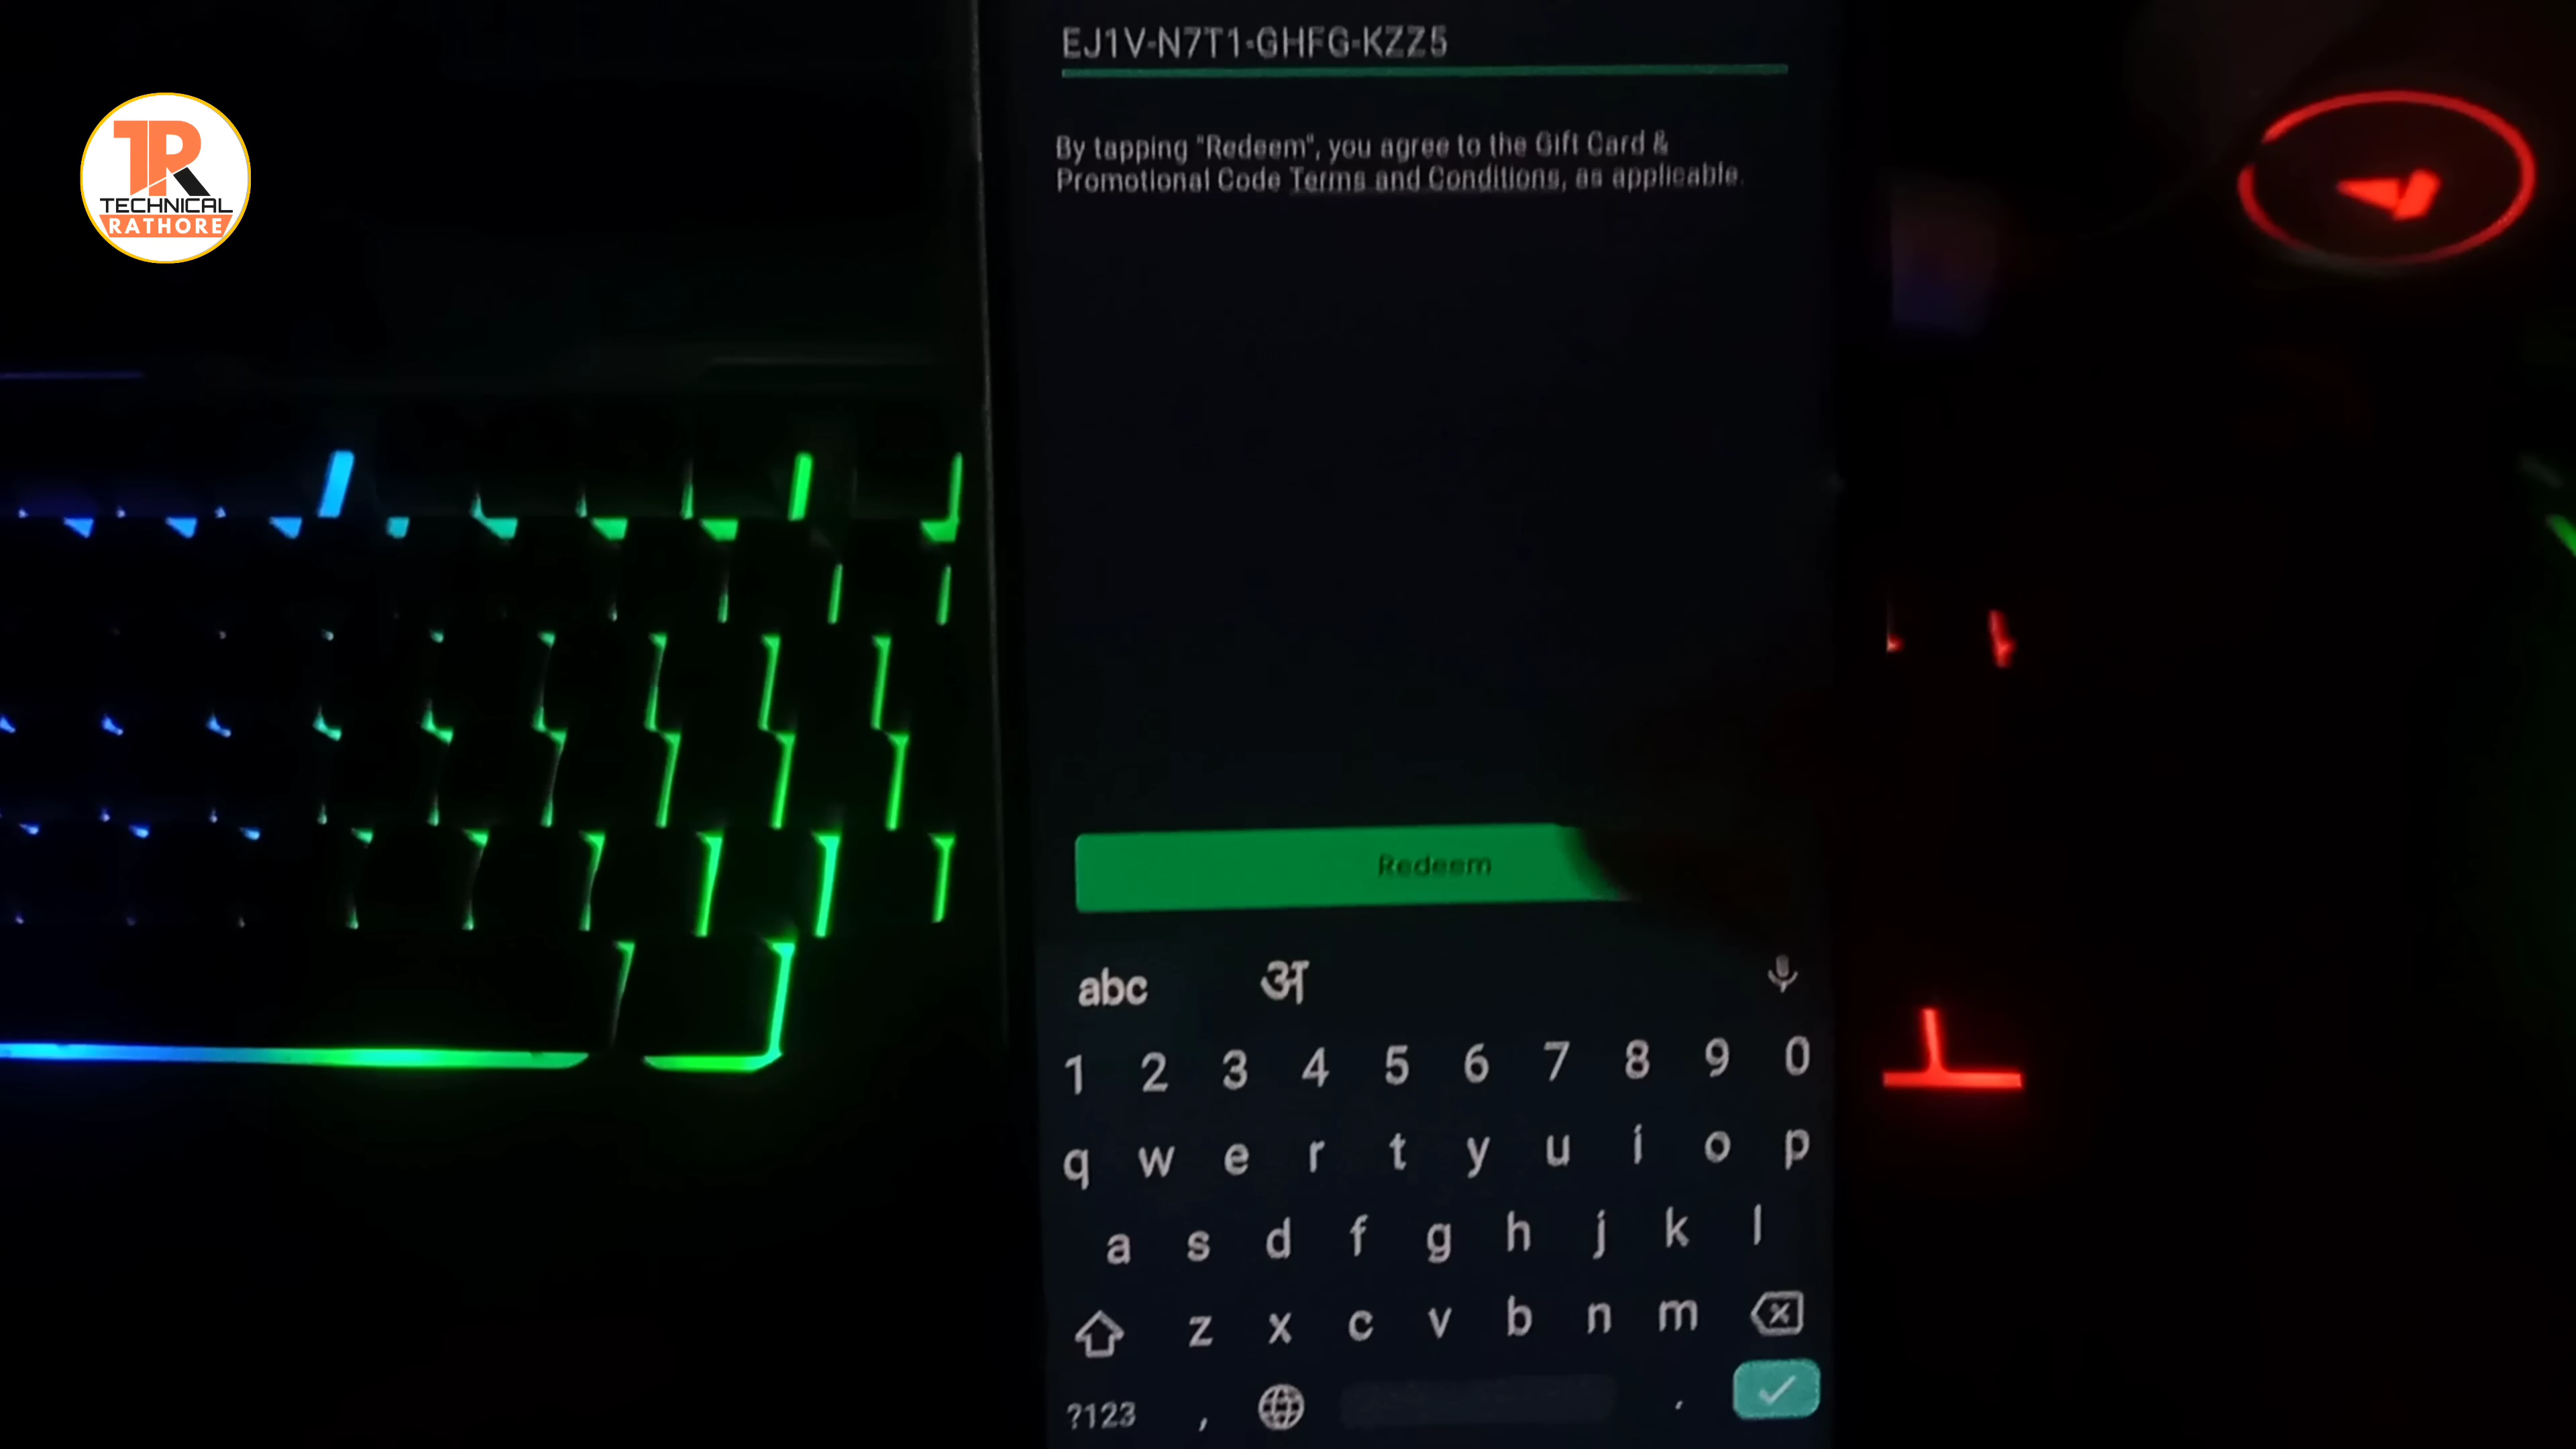 TR
TECHNICAL
RATHORE
EJ1V-N7T1-GHFG-KZZ5
By tapping "Redeem", you agree to the Gift Card &
Promotional Code Terms and Conditions, as applicable.
Redeem
abc अ
1 2 3 4 5 6 7 8 9 0
q w e r t y u i o p
a s d f g h j k l
z x c v b n m
?123 , .